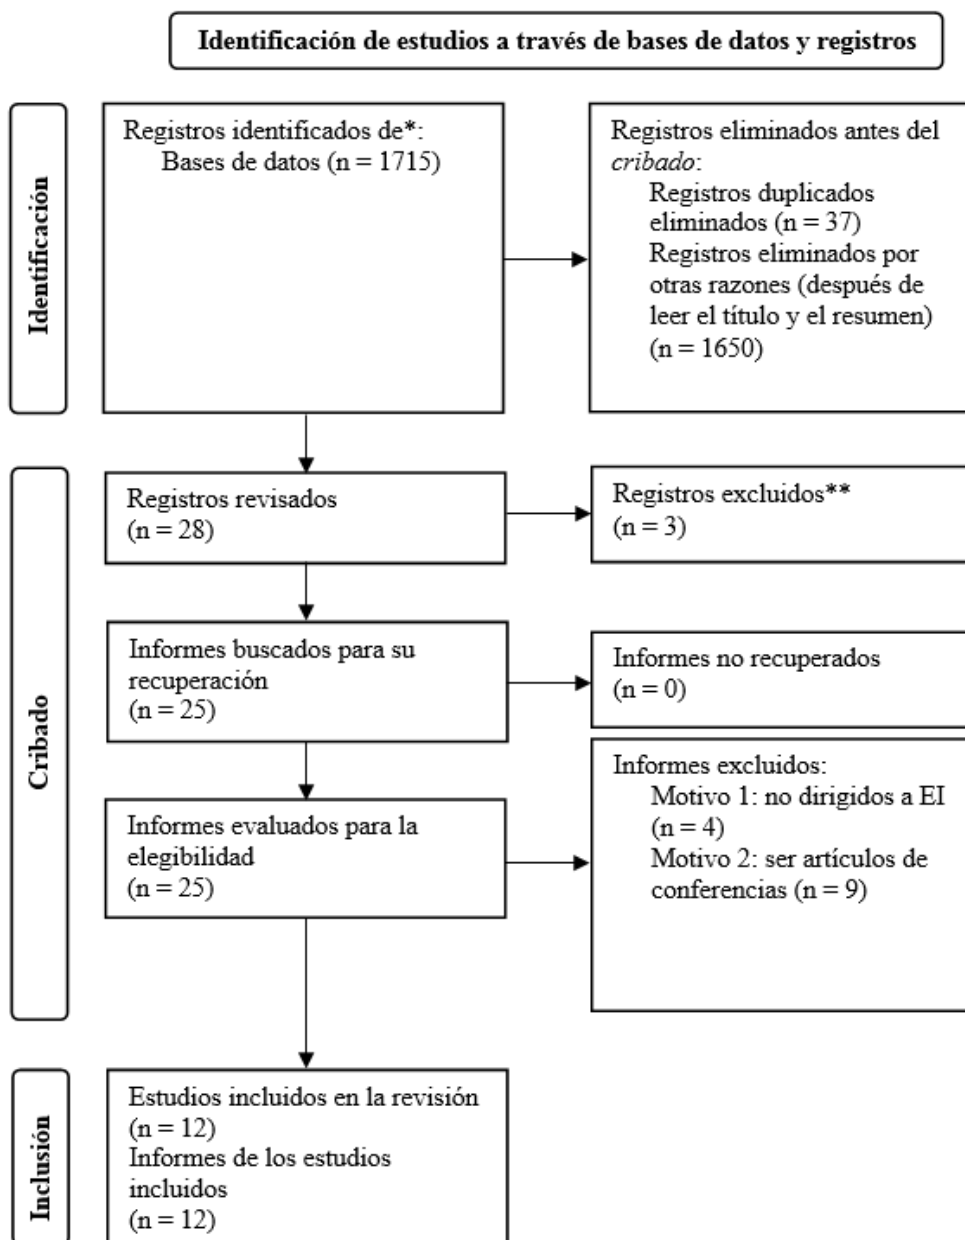 Identificación de estudios a través de bases de datos y registros
Identificación
Registros identificados de*:
Bases de datos (n = 1715)
Registros eliminados antes del
cribado:
Registros duplicados
eliminados (n = 37)
Registros eliminados por
otras razones (después de
leer el título y el resumen)
(n = 1650)
Cribado
Registros revisados
(n = 28)
Registros excluidos**
(n = 3)
Informes buscados para su
recuperación
(n = 25)
Informes no recuperados
(n = 0)
Informes evaluados para la
elegibilidad
(n = 25)
Informes excluidos:
Motivo 1: no dirigidos a EI
(n = 4)
Motivo 2: ser artículos de
conferencias (n = 9)
Inclusión
Estudios incluidos en la revisión
(n = 12)
Informes de los estudios
incluidos
(n = 12)